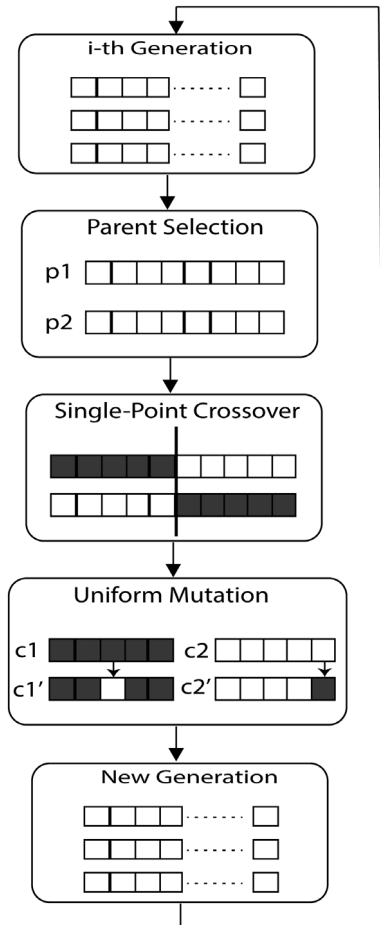 i-th Generation
Parent Selection
p1
p2
Single-Point Crossover
Uniform Mutation
c1 c2
c1' c2'
New Generation